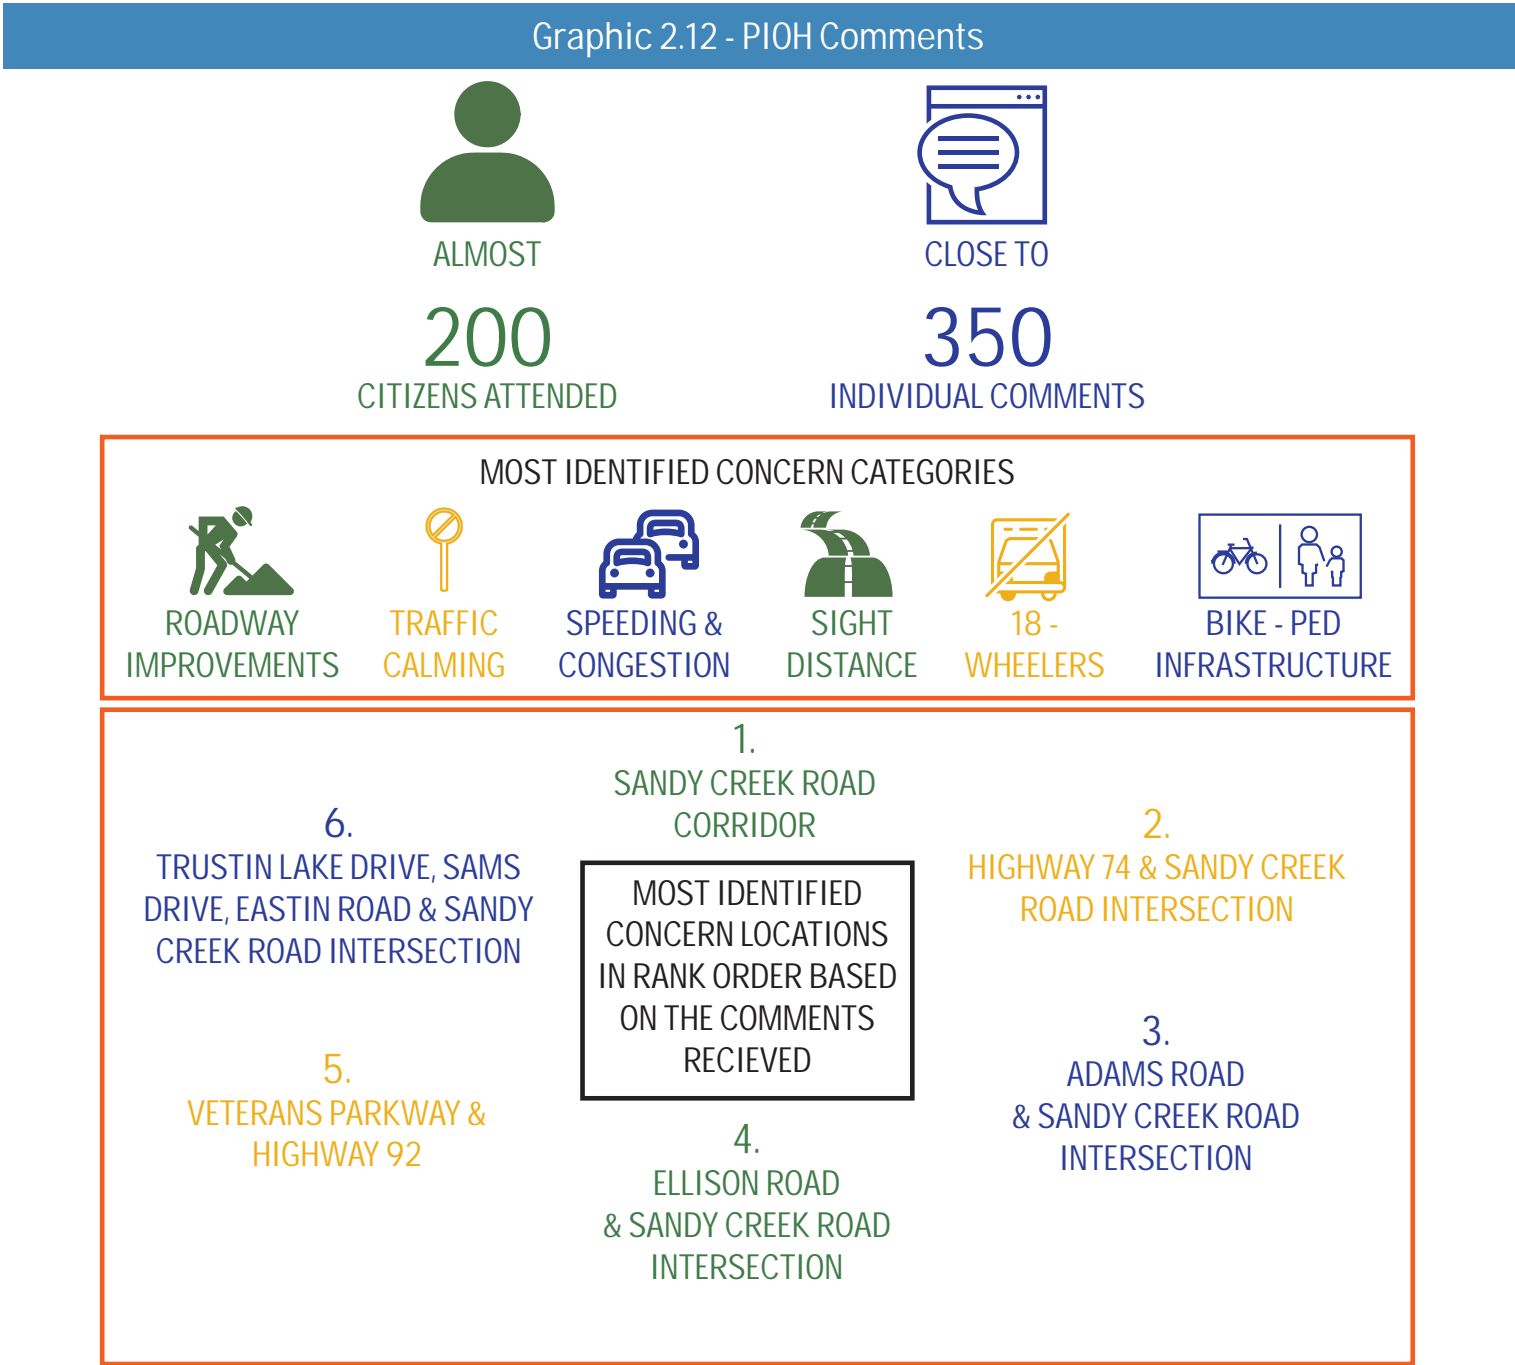 Graphic 2.12 - PIOH Comments
ALMOST
200
CITIZENS ATTENDED
CLOSE TO
350
INDIVIDUAL COMMENTS
MOST IDENTIFIED CONCERN CATEGORIES
ROADWAY
IMPROVEMENTS
TRAFFIC
CALMING
SPEEDING &
CONGESTION
SIGHT
DISTANCE
18 -
WHEELERS
BIKE - PED
INFRASTRUCTURE
MOST IDENTIFIED
CONCERN LOCATIONS
IN RANK ORDER BASED
ON THE COMMENTS
RECIEVED
1.
SANDY CREEK ROAD
CORRIDOR
2.
HIGHWAY 74 & SANDY CREEK
ROAD INTERSECTION
3.
ADAMS ROAD
& SANDY CREEK ROAD
INTERSECTION
4.
ELLISON ROAD
& SANDY CREEK ROAD
INTERSECTION
5.
VETERANS PARKWAY &
HIGHWAY 92
6.
TRUSTIN LAKE DRIVE, SAMS
DRIVE, EASTIN ROAD & SANDY
CREEK ROAD INTERSECTION